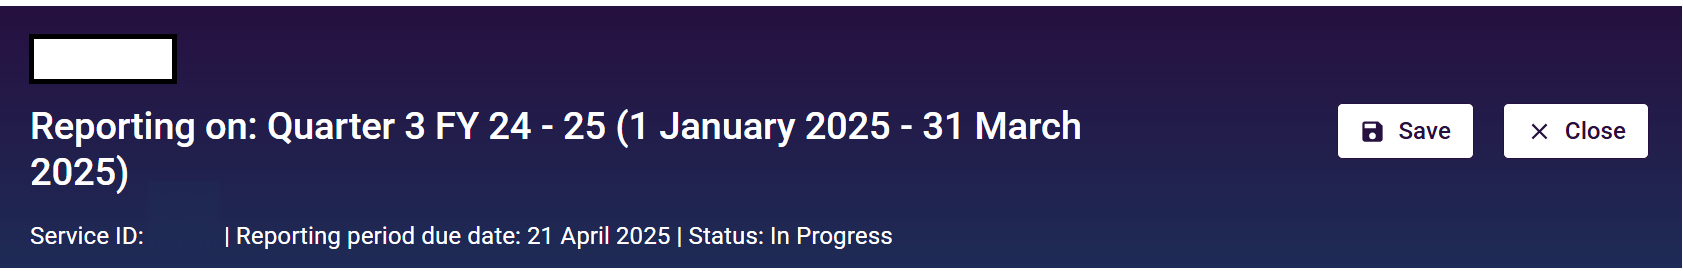 Reporting on: Quarter 3 FY 24 - 25 (1 January 2025 - 31 March
2025)
Save
Close
Service ID: | Reporting period due date: 21 April 2025 | Status: In Progress